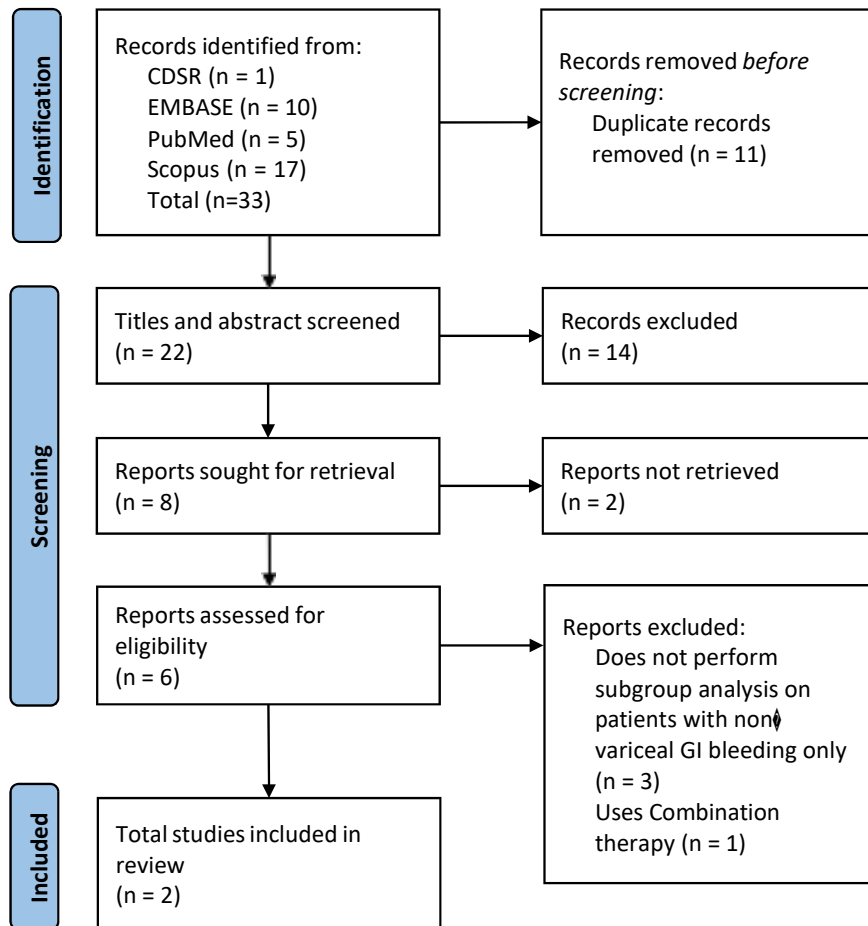 Identification
Records identified from:
CDSR (n = 1)
EMBASE (n = 10)
PubMed (n = 5)
Scopus (n = 17)
Total (n=33)
Records removed before
screening:
Duplicate records
removed (n = 11)
Screening
Titles and abstract screened
(n = 22)
Records excluded
(n = 14)
Reports sought for retrieval
(n = 8)
Reports not retrieved
(n = 2)
Reports assessed for
eligibility
(n = 6)
Reports excluded:
Does not perform
subgroup analysis on
patients with non�
variceal GI bleeding only
(n = 3)
Uses Combination
therapy (n = 1)
Included
Total studies included in
review
(n = 2)